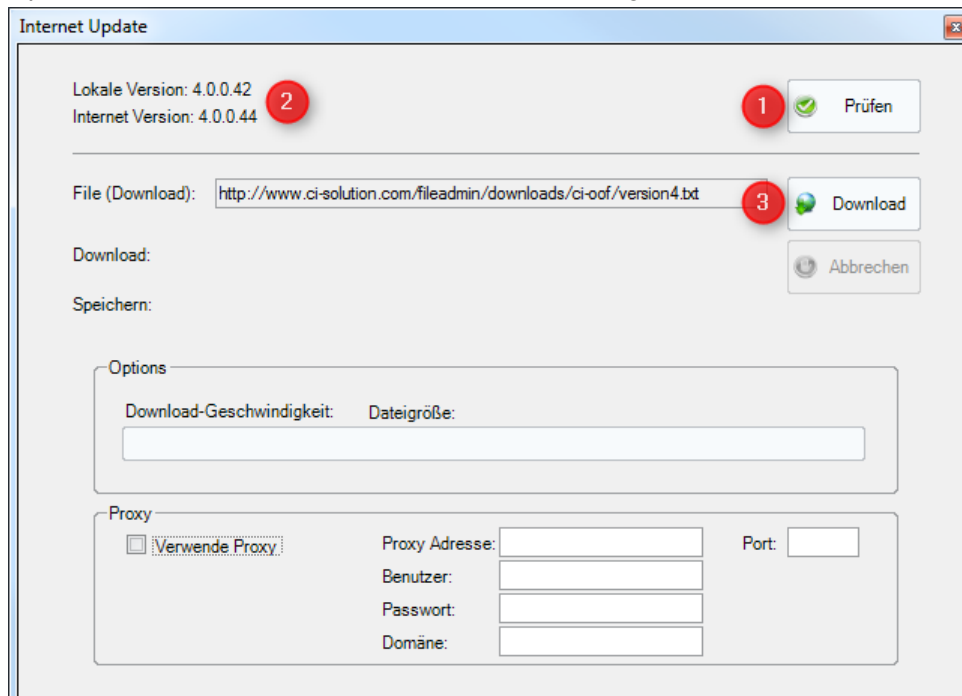 Internet Update
Lokale Version: 4.0.0.42
Internet Version: 4.0.0.44
2
1
Prüfen
File (Download):
http://www.ci-solution.com/fileadmin/downloads/ci-oof/version4.txt
3
Download
Download:
Abbrechen
Speichern:
Options
Download-Geschwindigkeit: Dateigröße:
Proxy
Verwende Proxy
Proxy Adresse:
Port:
Benutzer:
Passwort:
Domäne: